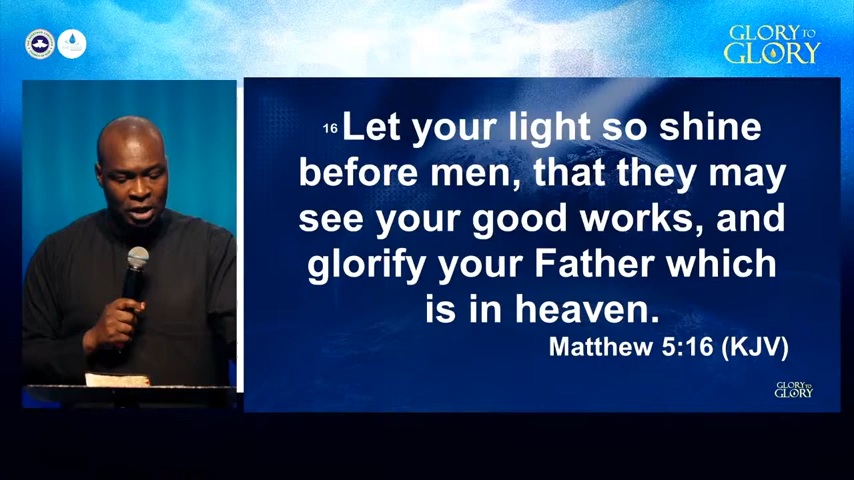 GLORY TO
GLORY
16 Let your light so shine
before men, that they may
see your good works, and
glorify your Father which
is in heaven.
Matthew 5:16 (KJV)
GLORY TO
GLORY